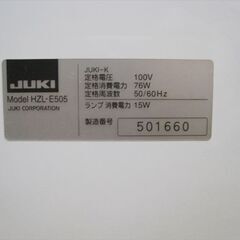 JUKI
Model HZL-E505
JUKI CORPORATION
JUKI-K
定格電圧 100V
定格消費電力 76W
定格周波数 50/60Hz
ランプ 消費電力 15W
製造番号 501660